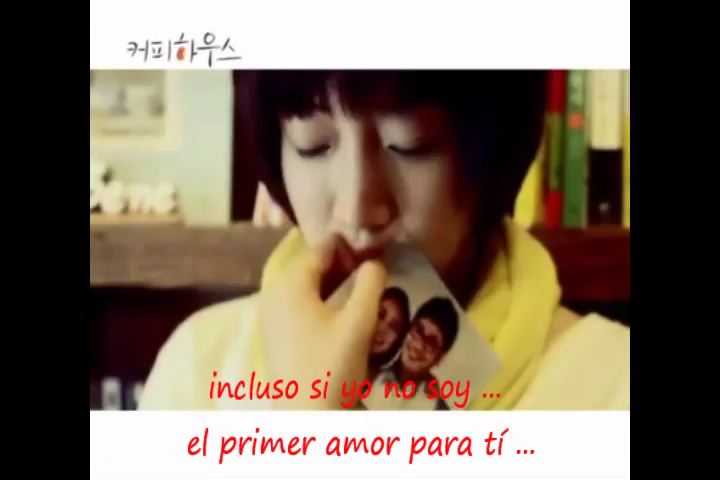 커피하우스
incluso si yo no soy ...
el primer amor para tí ...